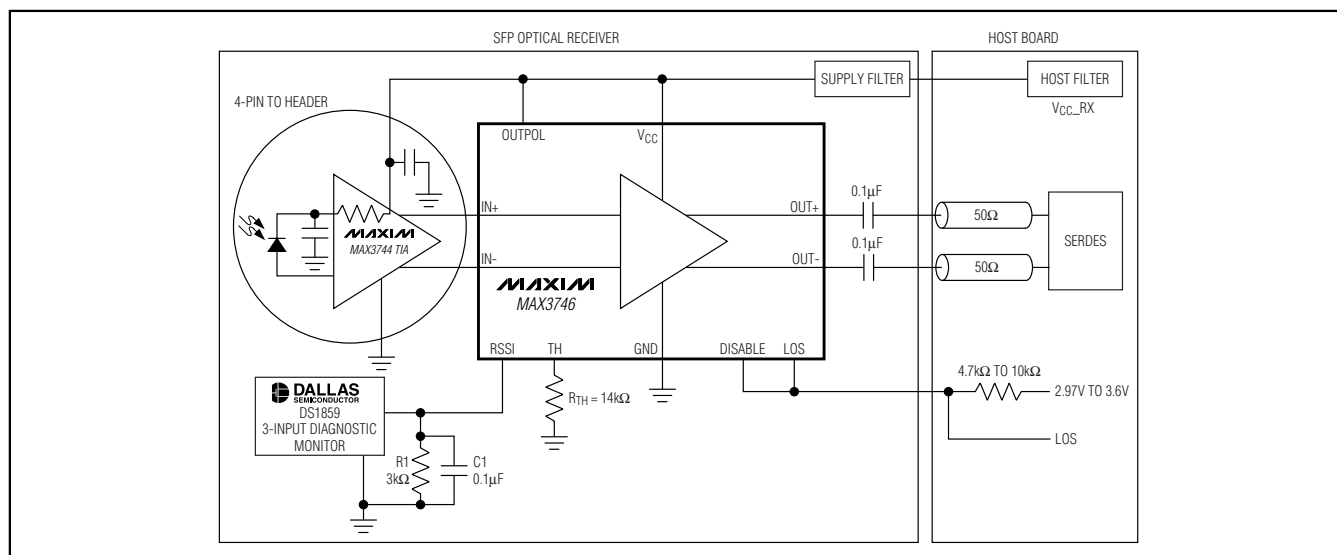 SFP OPTICAL RECEIVER
HOST BOARD
SUPPLY FILTER
HOST FILTER
VCC_RX
4-PIN TO HEADER
OUTPOL
VCC
IN+
IN-
OUT+
OUT-
0.1µF
0.1µF
50Ω
50Ω
SERDES
MAXIM
MAX3744 TIA
MAXIM
MAX3746
RSSI
TH
GND
DISABLE
LOS
RTH = 14kΩ
4.7kΩ TO 10kΩ
2.97V TO 3.6V
LOS
DALLAS
SEMICONDUCTOR
DS1859
3-INPUT DIAGNOSTIC
MONITOR
R1
3kΩ
C1
0.1µF